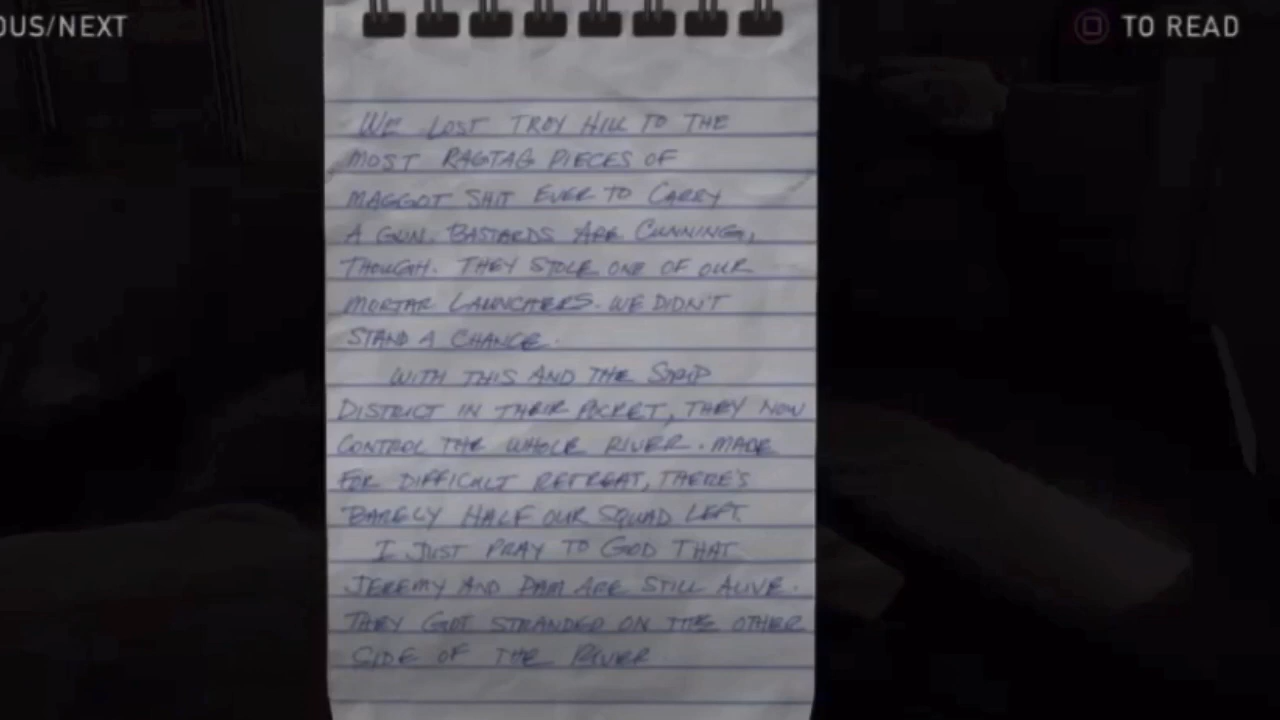 OUS/NEXT
TO READ
WE LOST TROY HILL TO THE
MOST RAGTAG PIECES OF
MAGGOT SHIT EVER TO CARRY
A GUN. BASTARDS ARE CUNNING,
THOUGH. THEY STOLE ONE OF OUR
MORTAR LAUNCHERS. WE DIDN'T
STAND A CHANCE.
WITH THIS AND THE STRIP
DISTRICT IN THEIR POCKET, THEY NOW
CONTROL THE WHOLE RIVER. MADE
FOR DIFFICULT RETREAT, THERE'S
BARELY HALF OUR SQUAD LEFT.
I JUST PRAY TO GOD THAT
JEREMY AND PAM ARE STILL ALIVE.
THEY GOT STRANDED ON THE OTHER
SIDE OF THE RIVER